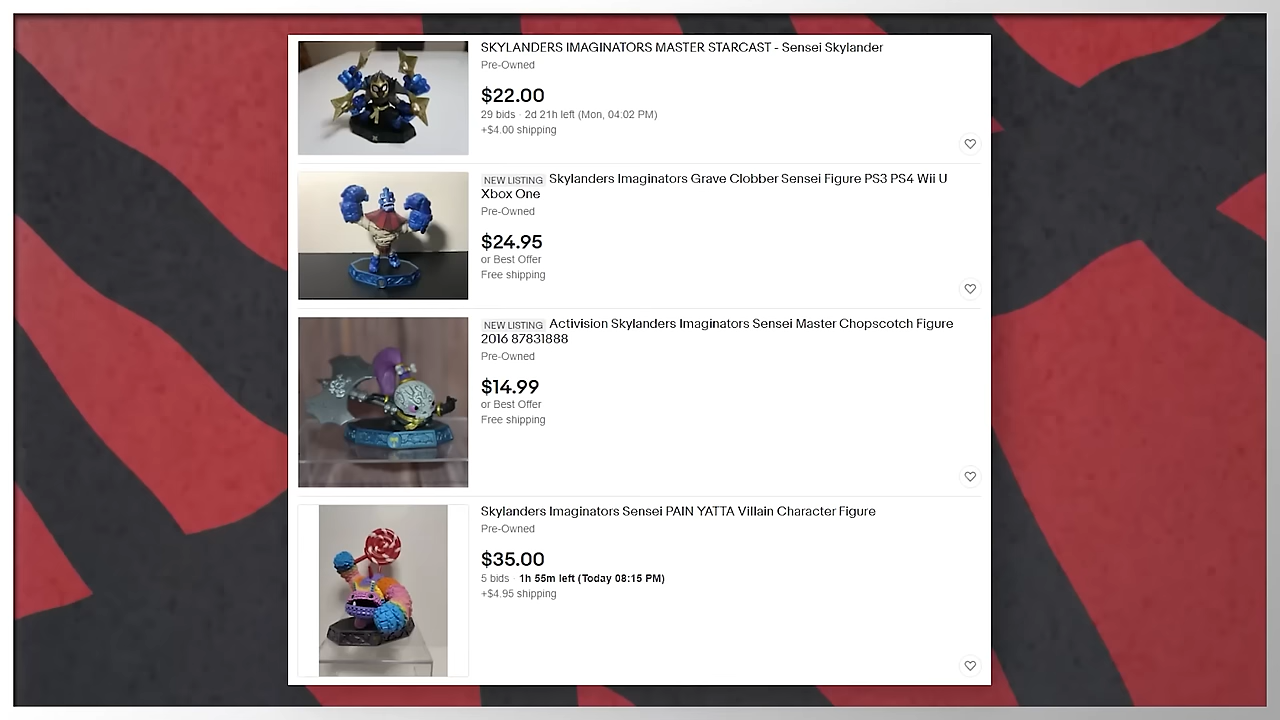 SKYLANDERS IMAGINATORS MASTER STARCAST - Sensei Skylander
Pre-Owned
$22.00
29 bids · 2d 21h left (Mon, 04:02 PM)
+$4.00 shipping
NEW LISTING Skylanders Imaginators Grave Clobber Sensei Figure PS3 PS4 Wii U
Xbox One
Pre-Owned
$24.95
or Best Offer
Free shipping
NEW LISTING Activision Skylanders Imaginators Sensei Master Chopscotch Figure
2016 87831888
Pre-Owned
$14.99
or Best Offer
Free shipping
Skylanders Imaginators Sensei PAIN YATTA Villain Character Figure
Pre-Owned
$35.00
5 bids · 1h 55m left (Today 08:15 PM)
+$4.95 shipping